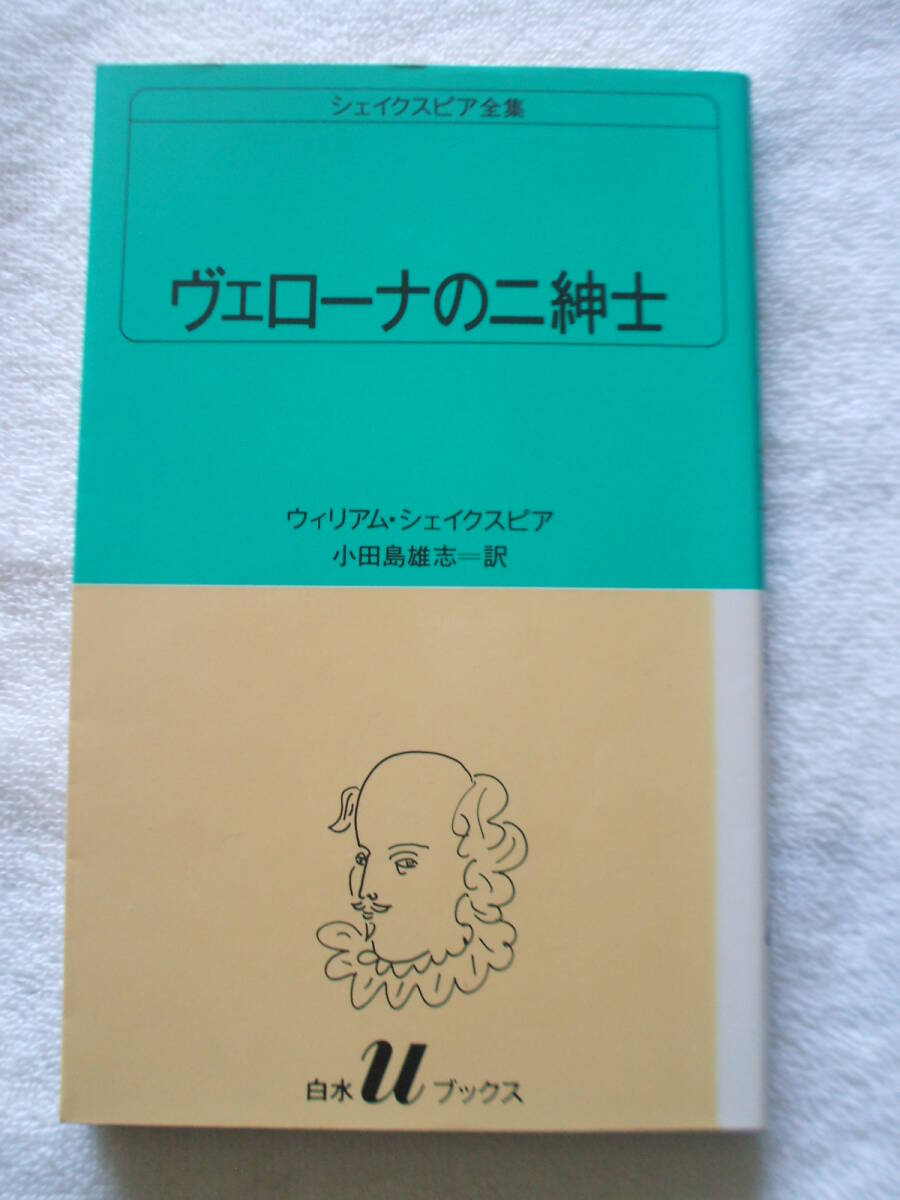 シェイクスピア全集
ヴェローナの二紳士
ウィリアム・シェイクスピア
小田島雄志＝訳
白水uブックス